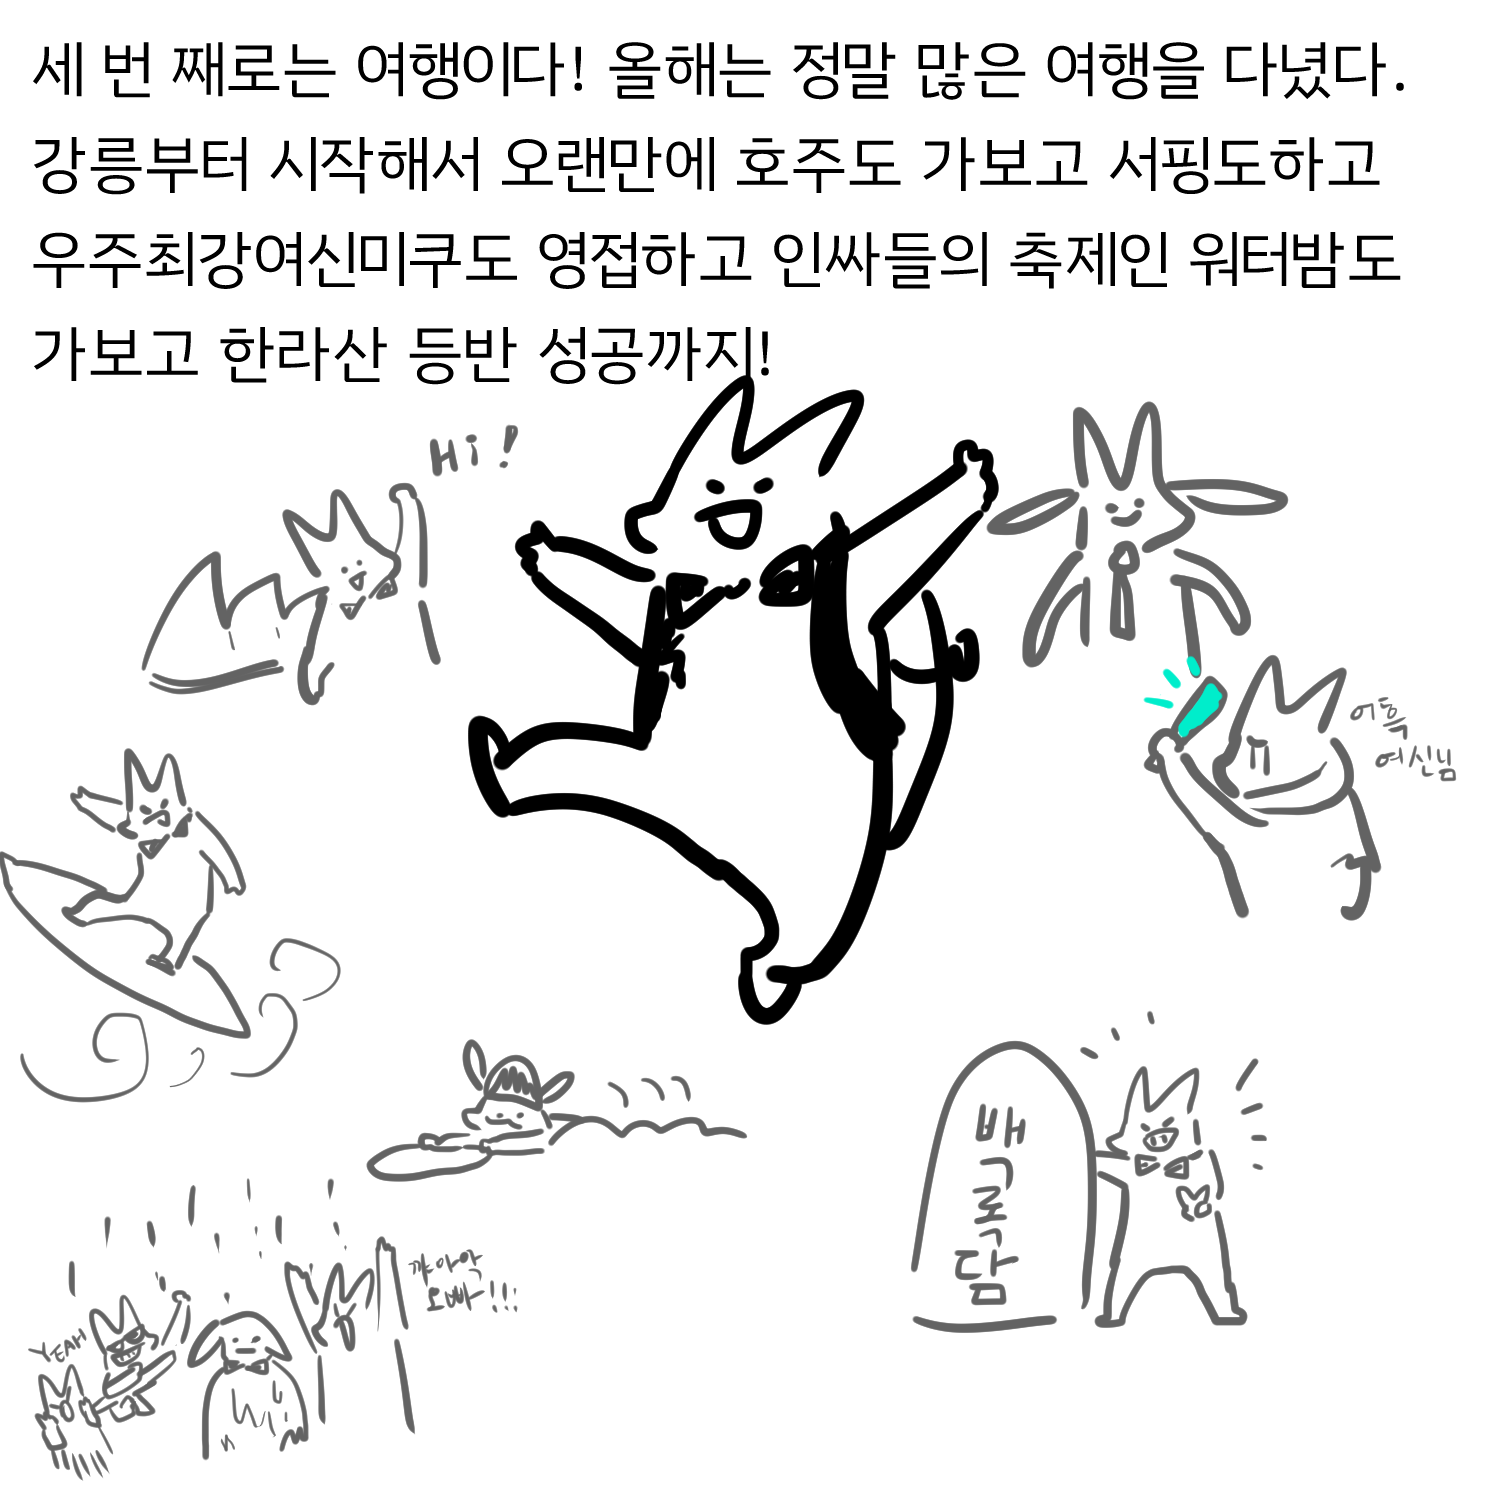 세 번 째로는 여행이다! 올해는 정말 많은 여행을 다녔다.
강릉부터 시작해서 오랜만에 호주도 가보고 서핑도하고
우주최강여신미쿠도 영접하고 인싸들의 축제인 워터밤도
가보고 한라산 등반 성공까지!
Hi!
어흑
여신님
백
록
담
꺄아악
오빠!!!
YEAH